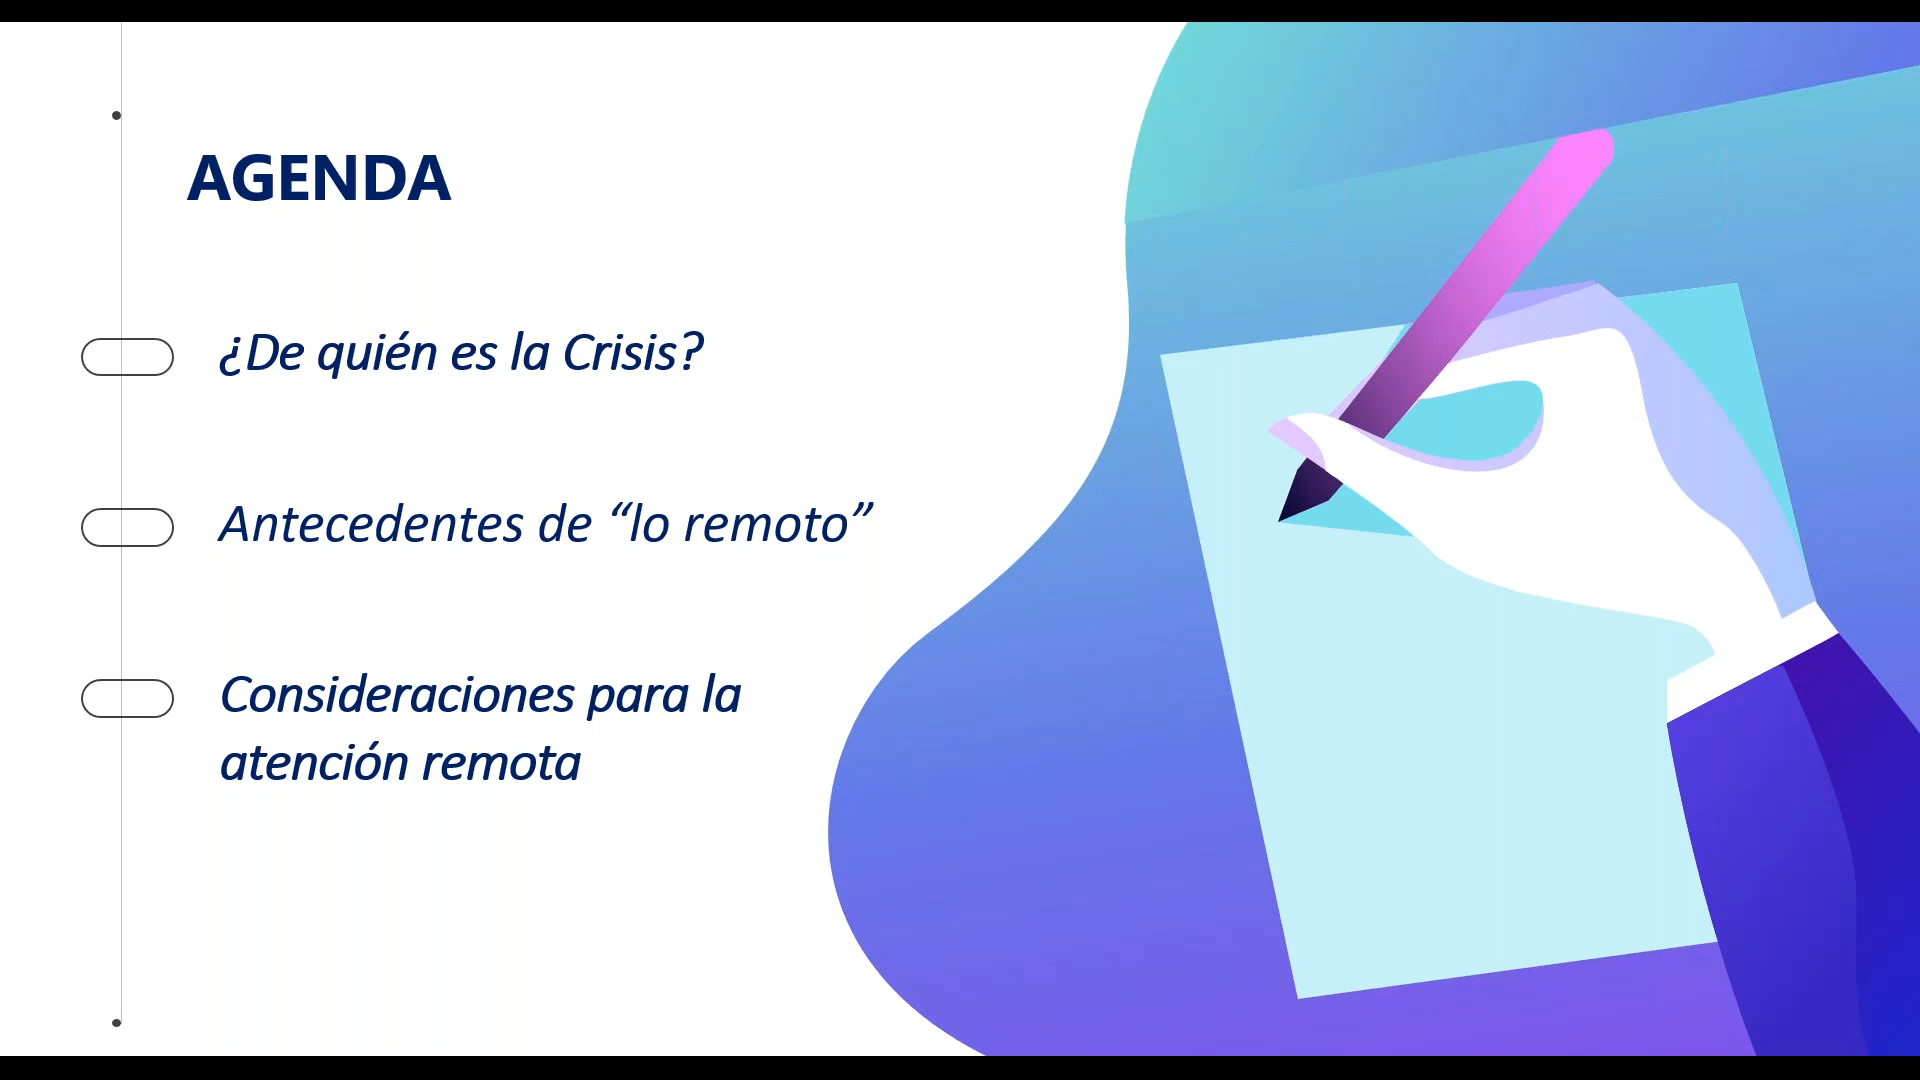 AGENDA
¿De quién es la Crisis?
Antecedentes de “lo remoto”
Consideraciones para la
atención remota